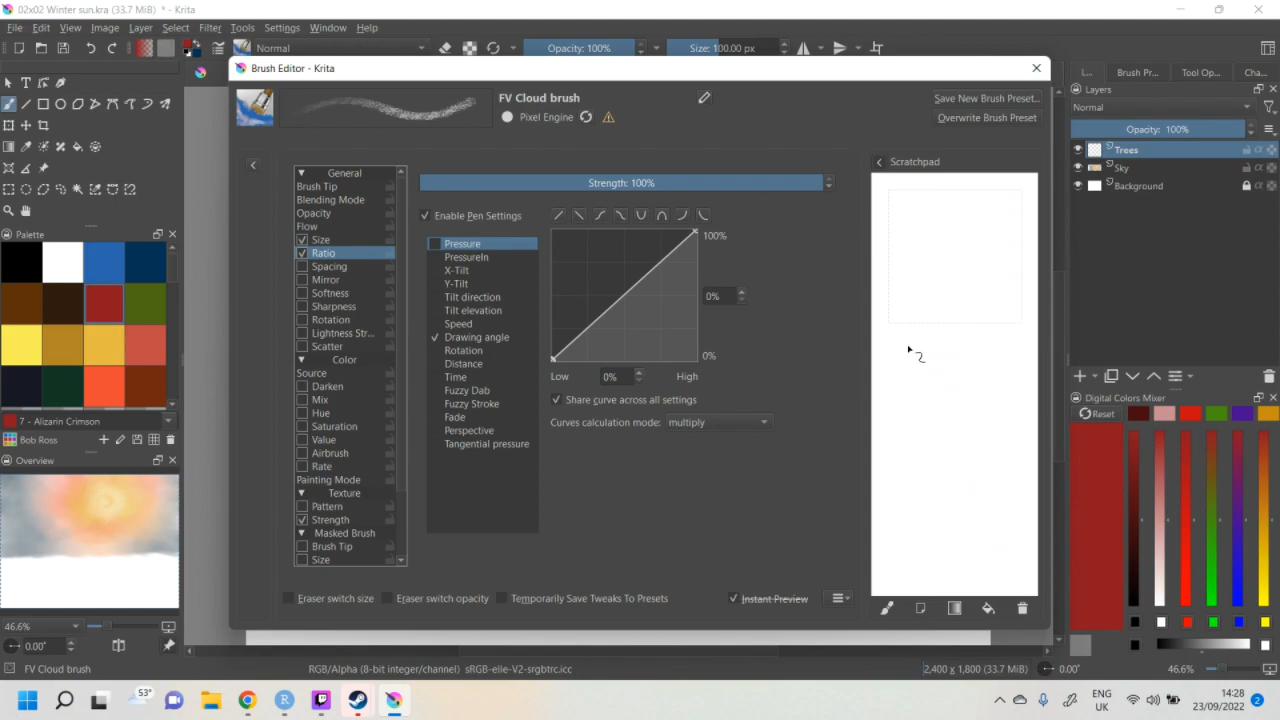 02x02 Winter sun.kra (33.7 MiB) * - Krita
File Edit View Image Layer Select Filter Tools Settings Window Help
Normal Opacity: 100% Size: 100.00 px
Brush Editor - Krita
L... Brush Pr... Tool Op... Cha...
Layers
Normal
Opacity: 100%
Trees
Sky
Background
FV Cloud brush
Pixel Engine
Save New Brush Preset...
Overwrite Brush Preset
Scratchpad
General
Brush Tip
Blending Mode
Opacity
Flow
Size
Ratio
Spacing
Mirror
Softness
Sharpness
Rotation
Lightness Str...
Scatter
Color
Source
Darken
Mix
Hue
Saturation
Value
Airbrush
Rate
Painting Mode
Texture
Pattern
Strength
Masked Brush
Brush Tip
Size
Strength: 100%
Enable Pen Settings
Pressure
PressureIn
X-Tilt
Y-Tilt
Tilt direction
Tilt elevation
Speed
Drawing angle
Rotation
Distance
Time
Fuzzy Dab
Fuzzy Stroke
Fade
Perspective
Tangential pressure
100%
0%
0%
Low 0% High
Share curve across all settings
Curves calculation mode: multiply
Eraser switch size Eraser switch opacity Temporarily Save Tweaks To Presets Instant Preview
Palette
7 - Alizarin Crimson
Bob Ross
Overview
46.6%
0.00°
Digital Colors Mixer
Reset
FV Cloud brush
RGB/Alpha (8-bit integer/channel) sRGB-elle-V2-srgbtrc.icc
2,400 x 1,800 (33.7 MiB) 0.00° 46.6%
53°
R
ENG
UK
14:28
23/09/2022
2